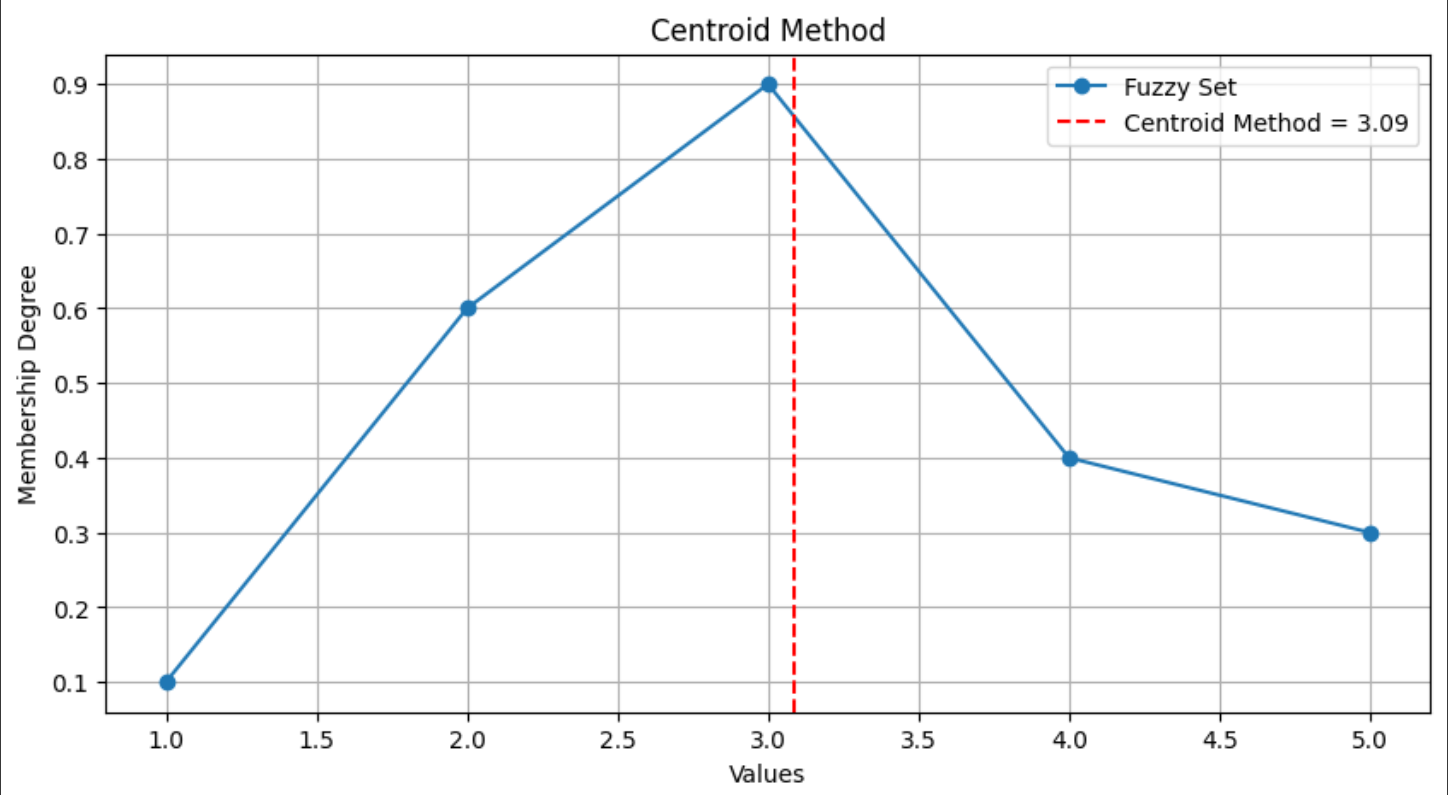 Centroid Method
Fuzzy Set
Centroid Method = 3.09
0.9
0.8
0.7
0.6
0.5
0.4
0.3
0.2
0.1
Membership Degree
1.0 1.5 2.0 2.5 3.0 3.5 4.0 4.5 5.0
Values